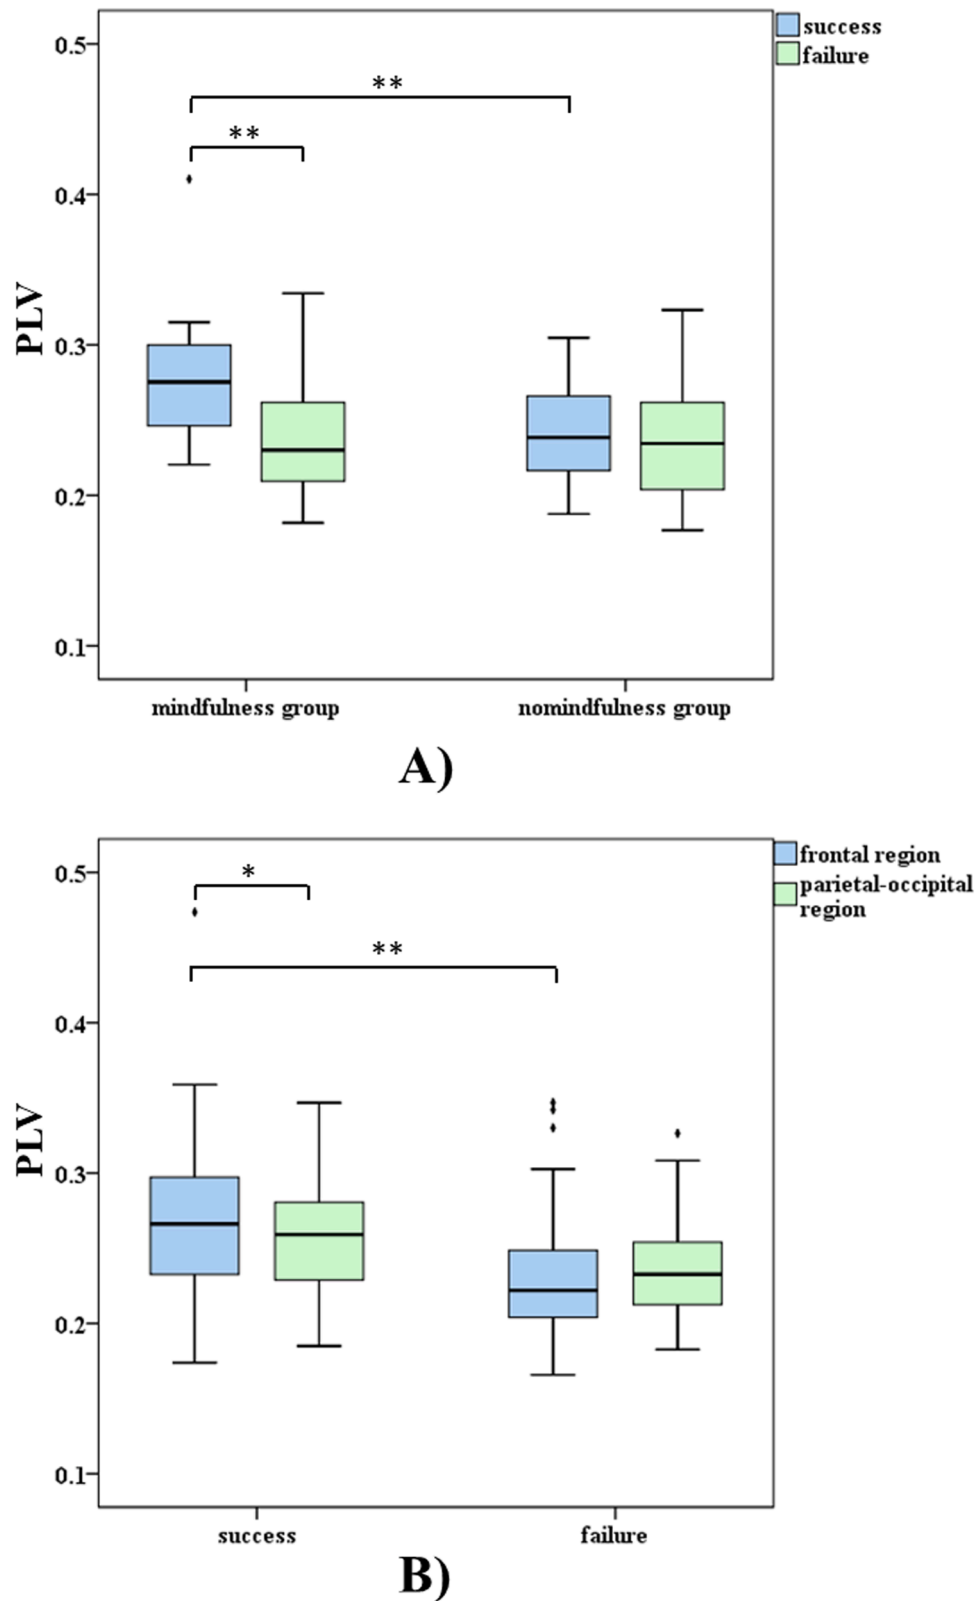 success
failure
0.5
**
**
0.4
PLV
0.3
0.2
0.1
mindfulness group
nomindfulness group
A)
frontal region
parietal-occipital
region
0.5
*
**
0.4
PLV
0.3
0.2
0.1
success
failure
B)